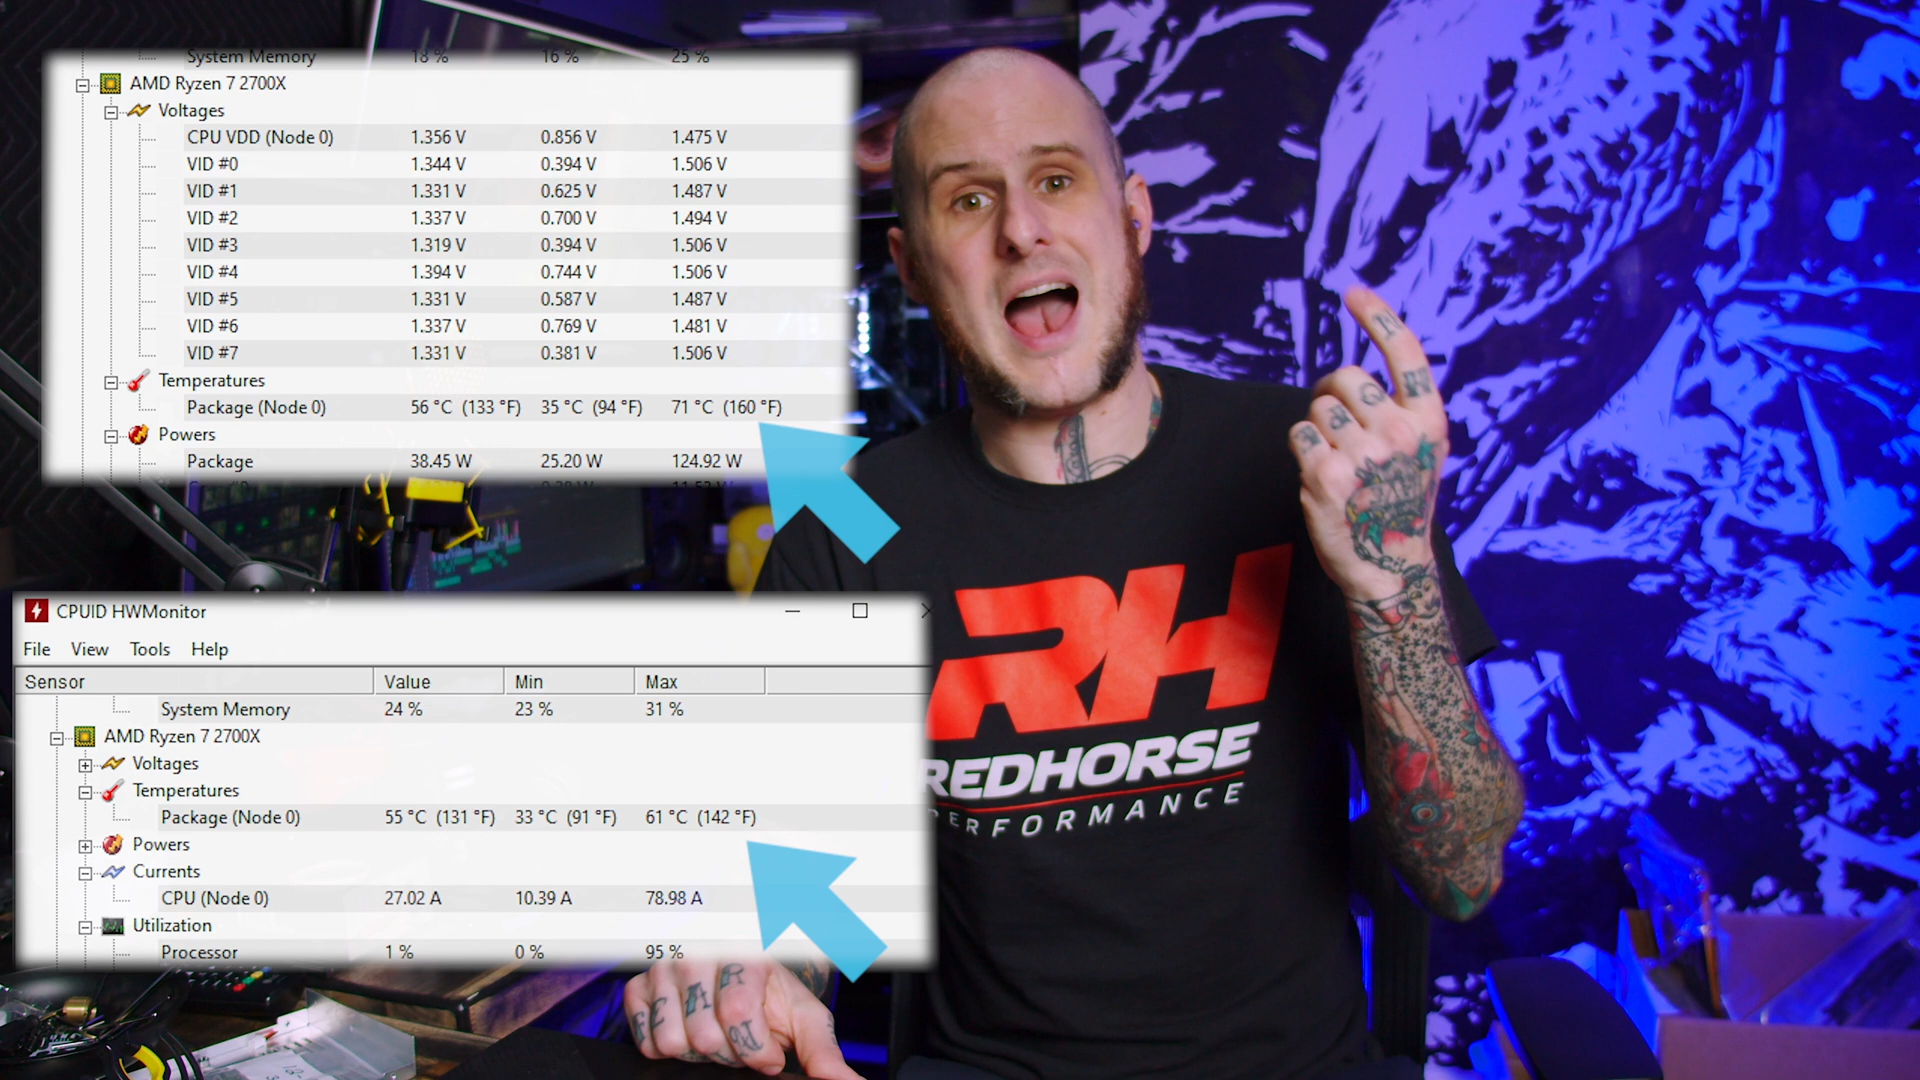 System Memory 18 % 16 % 25 %
AMD Ryzen 7 2700X
Voltages
CPU VDD (Node 0) 1.356 V 0.856 V 1.475 V
VID #0 1.344 V 0.394 V 1.506 V
VID #1 1.331 V 0.625 V 1.487 V
VID #2 1.337 V 0.700 V 1.494 V
VID #3 1.319 V 0.394 V 1.506 V
VID #4 1.394 V 0.744 V 1.506 V
VID #5 1.331 V 0.587 V 1.487 V
VID #6 1.337 V 0.769 V 1.481 V
VID #7 1.331 V 0.381 V 1.506 V
Temperatures
Package (Node 0) 56 °C (133 °F) 35 °C (94 °F) 71 °C (160 °F)
Powers
Package 38.45 W 25.20 W 124.92 W
CPUID HWMonitor
File View Tools Help
Sensor Value Min Max
System Memory 24 % 23 % 31 %
AMD Ryzen 7 2700X
Voltages
Temperatures
Package (Node 0) 55 °C (131 °F) 33 °C (91 °F) 61 °C (142 °F)
Powers
Currents
CPU (Node 0) 27.02 A 10.39 A 78.98 A
Utilization
Processor 1 % 0 % 95 %
RH
REDHORSE
PERFORMANCE
FEAR